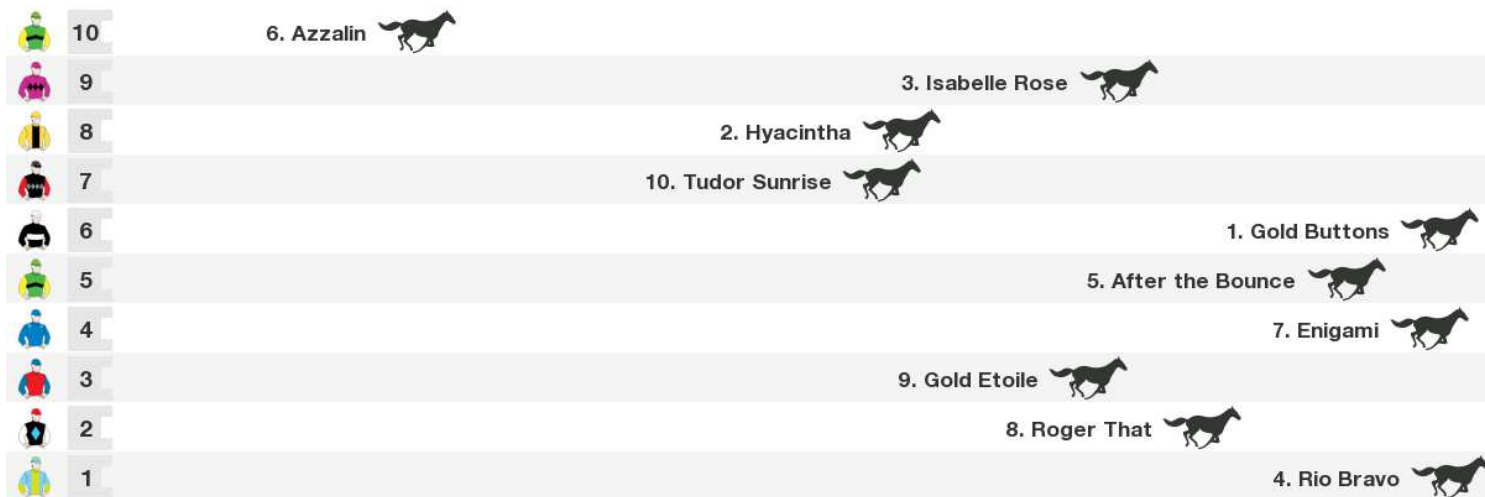 10 6. Azzalin
9 3. Isabelle Rose
8 2. Hyacintha
7 10. Tudor Sunrise
6 1. Gold Buttons
5 5. After the Bounce
4 7. Enigami
3 9. Gold Etoile
2 8. Roger That
1 4. Rio Bravo